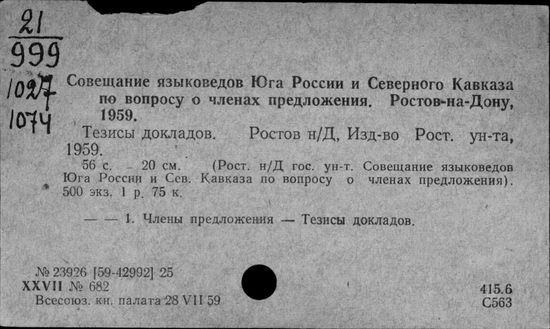 21
999
1027
1074
Совещание языковедов Юга России и Северного Кавказа
по вопросу о членах предложения. Ростов-на-Дону,
1959.
Тезисы докладов. Ростов н/Д, Изд-во Рост. ун-та,
1959.
56 с. 20 см. (Рост. н/Д гос. ун-т. Совещание языковедов
Юга России и Сев. Кавказа по вопросу о членах предложения).
500 экз. 1 р. 75 к.
— — 1. Члены предложения — Тезисы докладов.
№ 23926 [59-42992] 25
XXVII № 682
Всесоюз. кн. палата 28 VII 59
415.6
С563